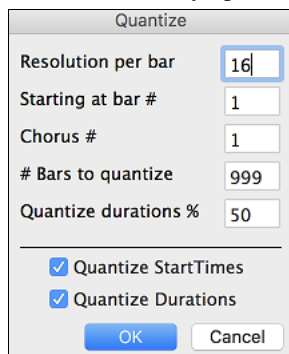 Quantize
Resolution per bar 16
Starting at bar # 1
Chorus # 1
# Bars to quantize 999
Quantize durations % 50
Quantize StartTimes
Quantize Durations
OK Cancel